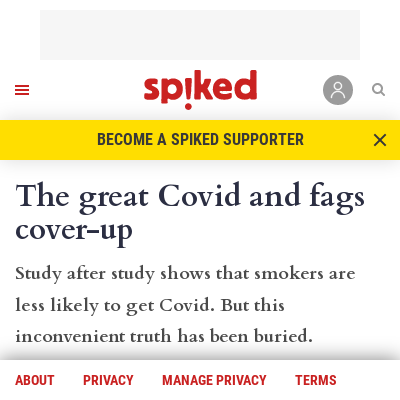 spiked
BECOME A SPIKED SUPPORTER
The great Covid and fags
cover-up
Study after study shows that smokers are
less likely to get Covid. But this
inconvenient truth has been buried.
ABOUT PRIVACY MANAGE PRIVACY TERMS